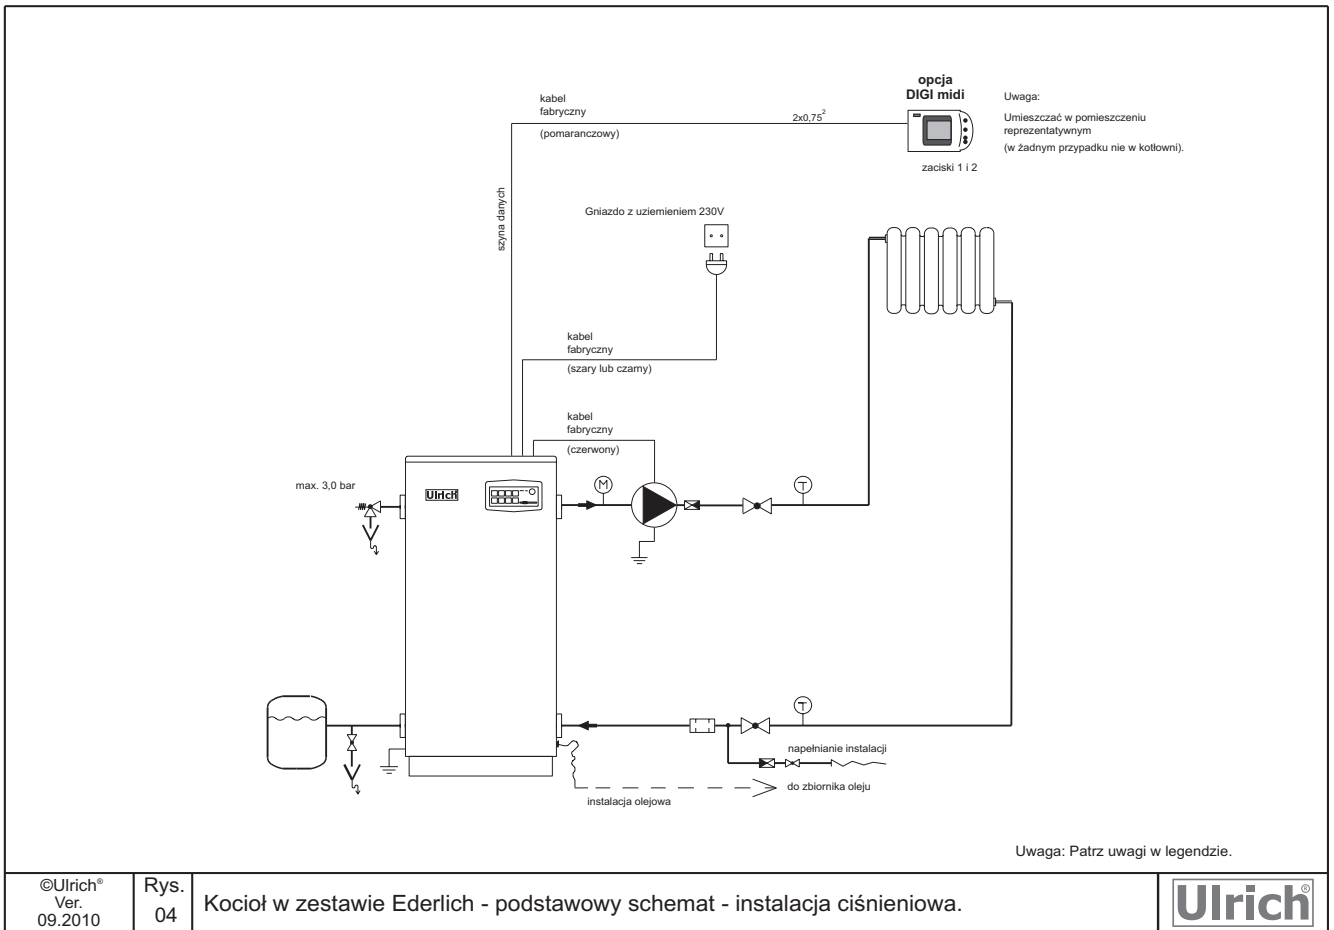 opcja
DIGI midi
Uwaga:
Umieszczać w pomieszczeniu
reprezentatywnym
(w żadnym przypadku nie w kotłowni).
zaciski 1 i 2
kabel
fabryczny
(pomaranczowy)
2x0,75²
szyna danych
Gniazdo z uziemieniem 230V
kabel
fabryczny
(szary lub czarny)
kabel
fabryczny
(czerwony)
max. 3,0 bar
Ulrich
M
T
T
napełnianie instalacji
do zbiornika oleju
instalacja olejowa
Uwaga: Patrz uwagi w legendzie.
©Ulrich®
Ver.
09.2010
Rys.
04
Kocioł w zestawie Ederlich - podstawowy schemat - instalacja ciśnieniowa.
Ulrich®